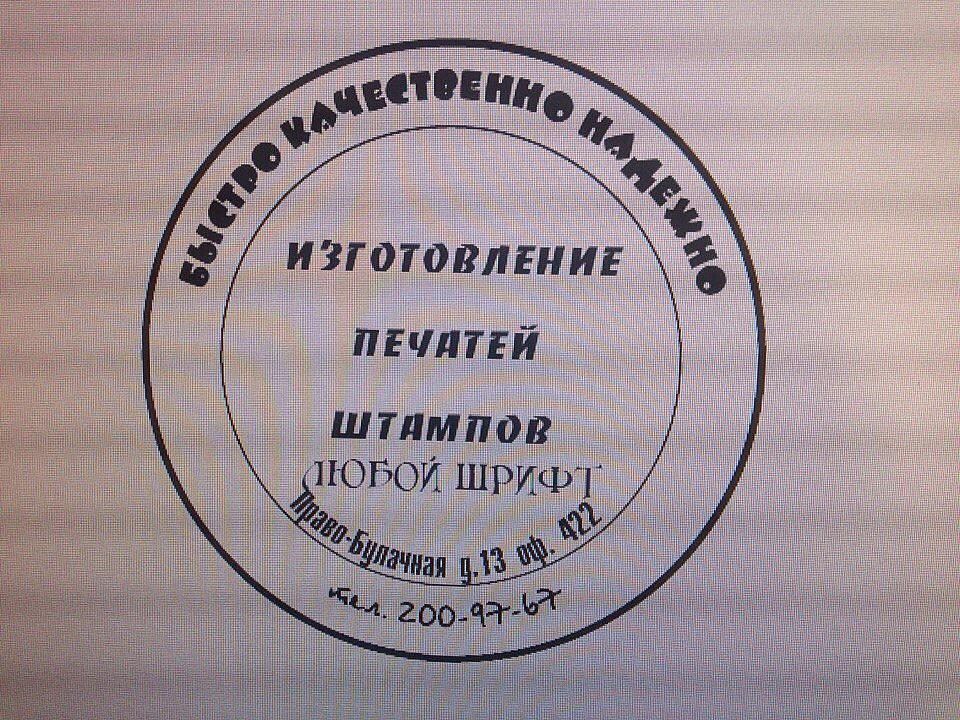 БЫСТРО КАЧЕСТВЕННО НАДЕЖНО
ИЗГОТОВЛЕНИЕ
ПЕЧАТЕЙ
ШТАМПОВ
ЛЮБОЙ ШРИФТ
Право-Булачная д.13 оф. 422
тел. 200-97-67